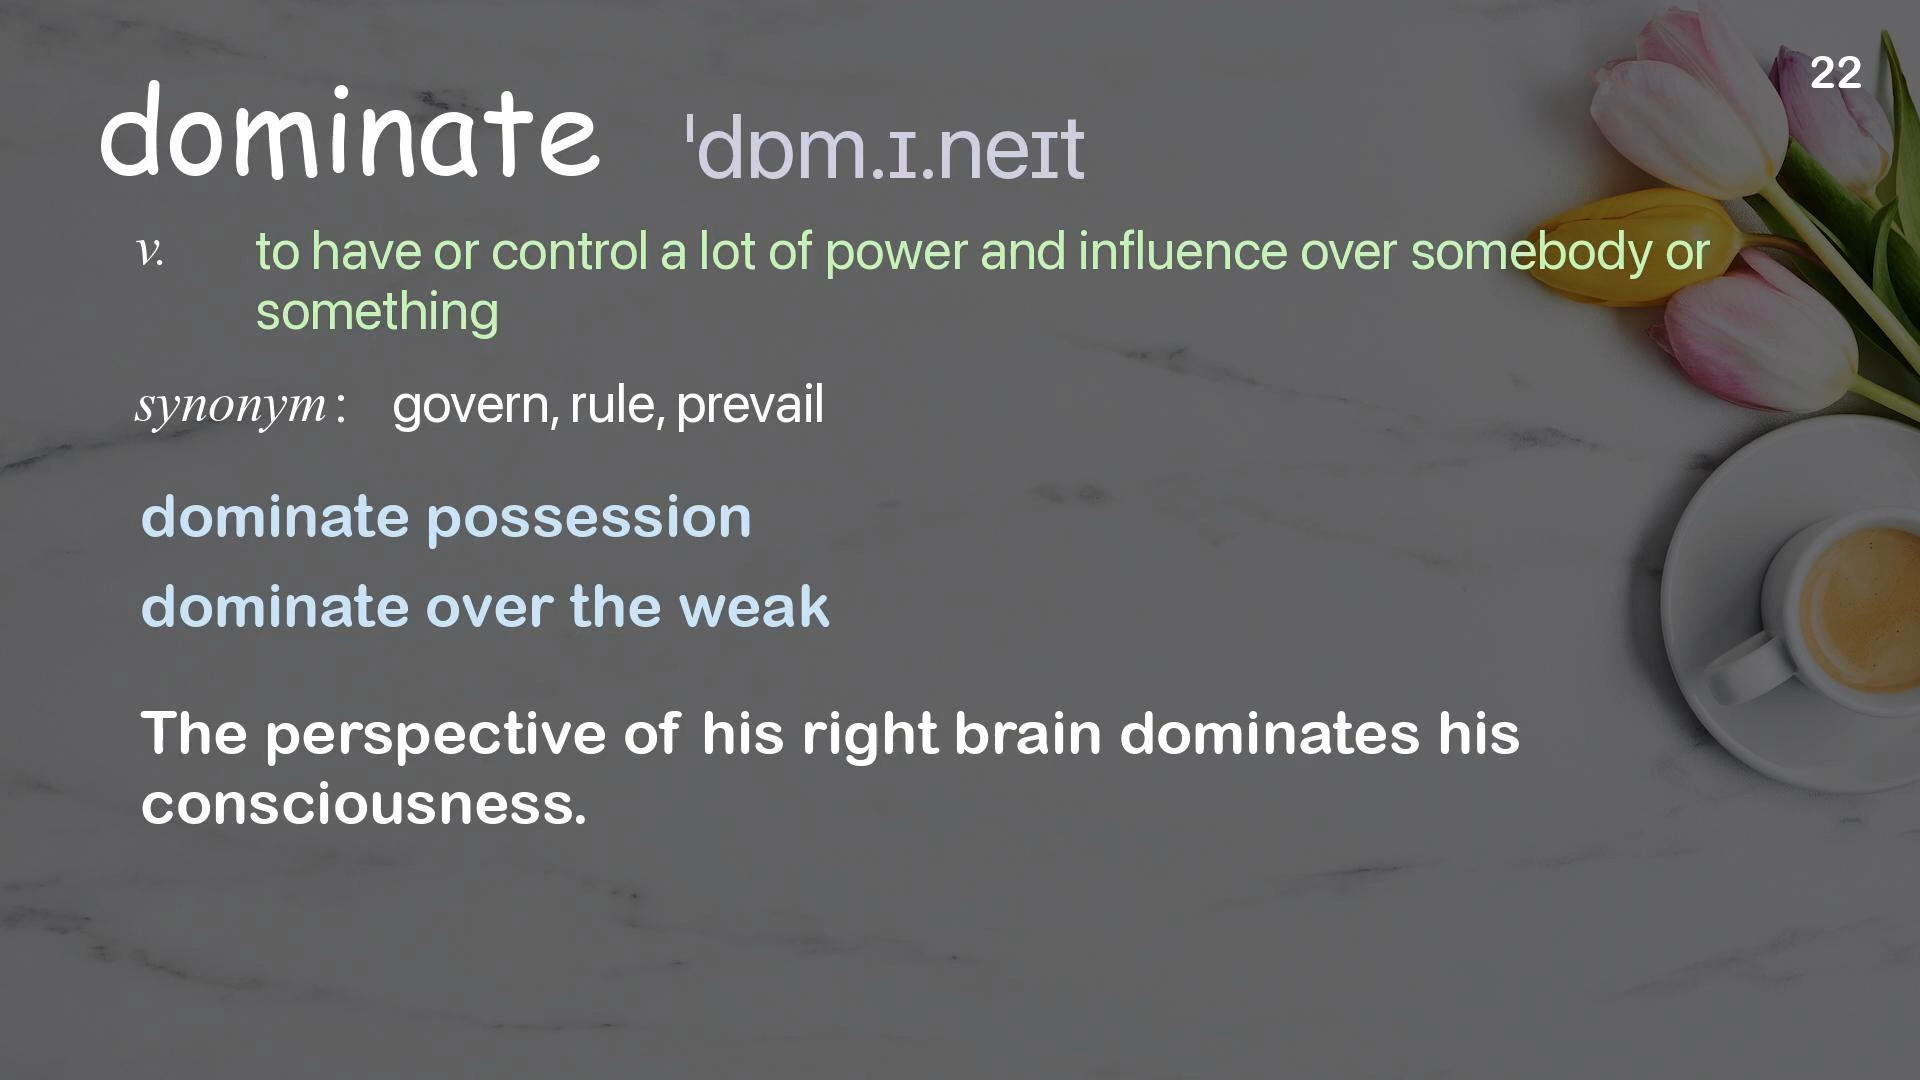 22
dominate ˈdɒm.ɪ.neɪt
v. to have or control a lot of power and influence over somebody or
something
synonym: govern, rule, prevail
dominate possession
dominate over the weak
The perspective of his right brain dominates his
consciousness.